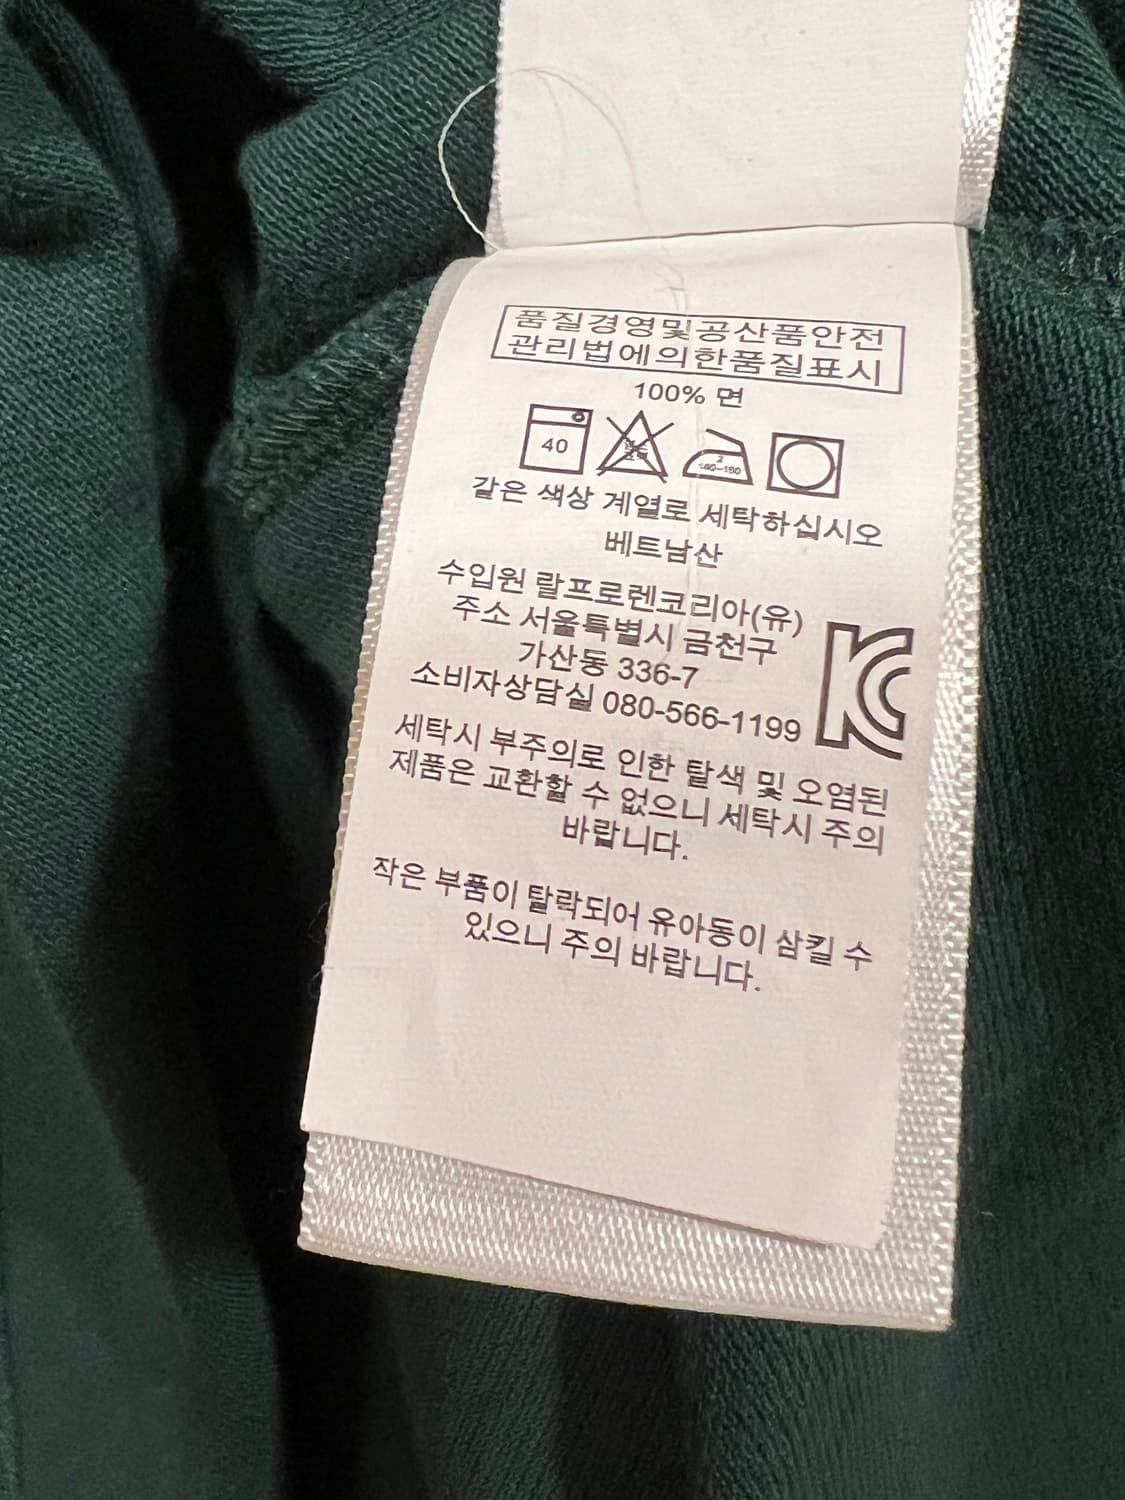 품질경영및공산품안전
관리법에의한품질표시
100% 면
40
2
같은 색상 계열로 세탁하십시오
베트남산
수입원 랄프로렌코리아(유)
주소 서울특별시 금천구
가산동 336-7
소비자상담실 080-566-1199
KC
세탁시 부주의로 인한 탈색 및 오염된
제품은 교환할 수 없으니 세탁시 주의
바랍니다.
작은 부품이 탈락되어 유아동이 삼킬 수
있으니 주의 바랍니다.